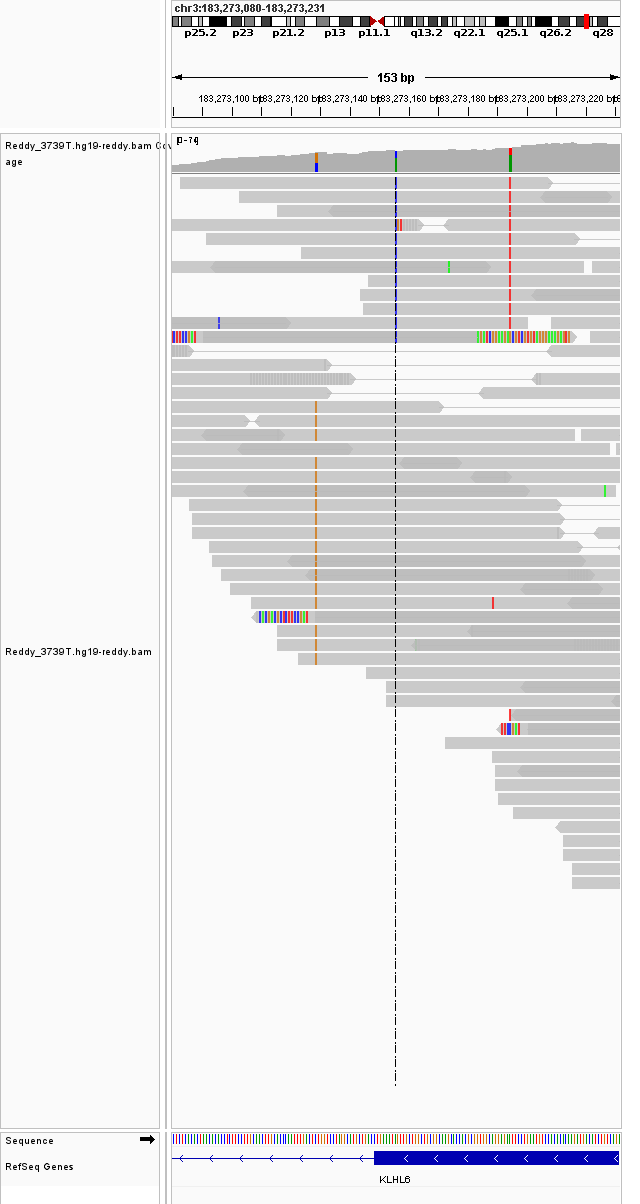 chr3:183,273,080-183,273,231
p25.2 p23 p21.2 p13 p11.1 q13.2 q22.1 q25.1 q26.2 q28
153 bp
183,273,100 bp 183,273,120 bp 183,273,140 bp 183,273,160 bp 183,273,180 bp 183,273,200 bp 183,273,220 bp
Reddy_3739T.hg19-reddy.bam Cov
age
[0-74]
Reddy_3739T.hg19-reddy.bam
Sequence
RefSeq Genes
KLHL6